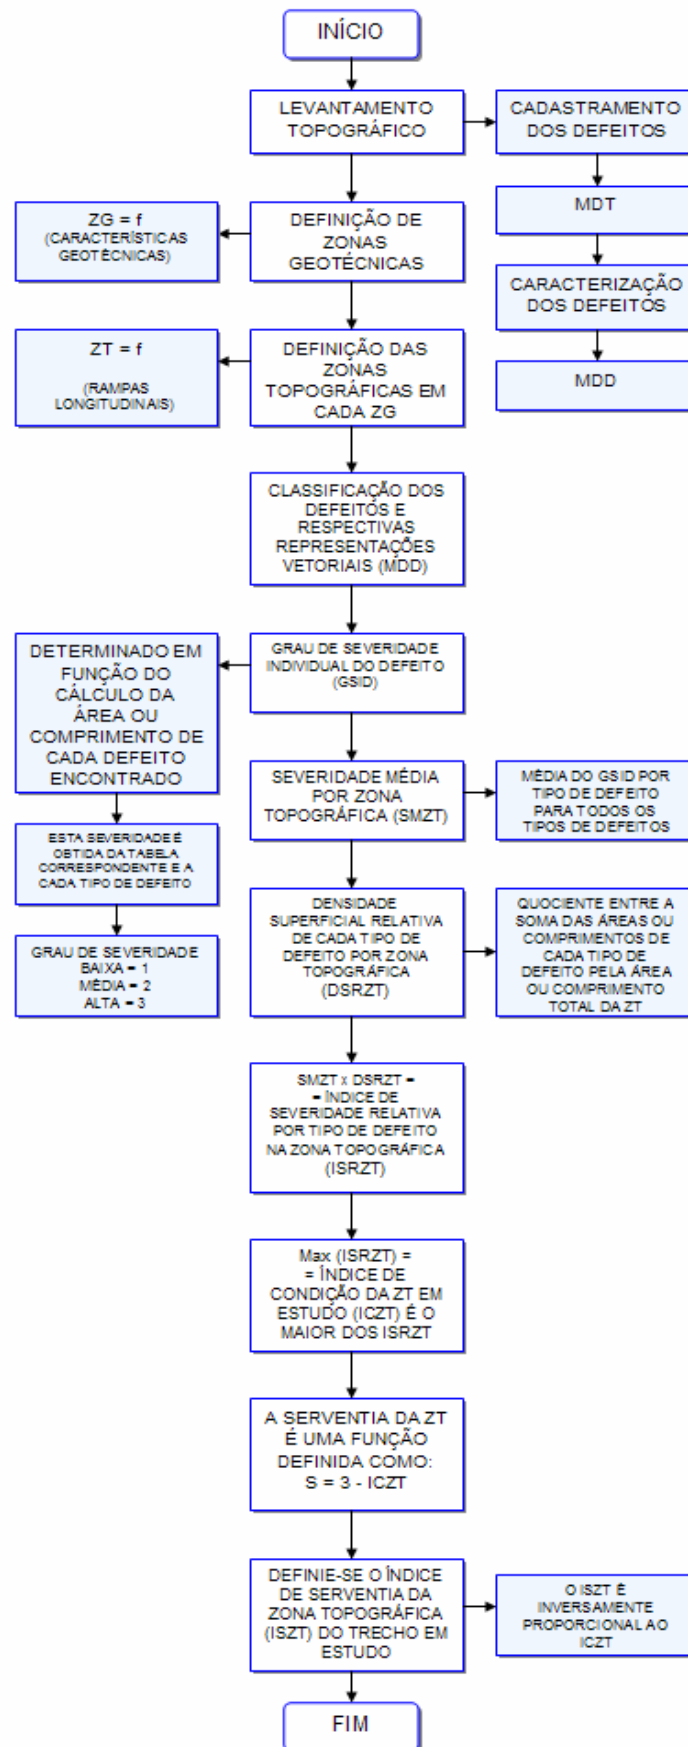 INÍCIO
LEVANTAMENTO
TOPOGRÁFICO
CADASTRAMENTO
DOS DEFEITOS
MDT
CARACTERIZAÇÃO
DOS DEFEITOS
MDD
DEFINIÇÃO DE
ZONAS
GEOTÉCNICAS
ZG = f
(CARACTERÍSTICAS
GEOTÉCNICAS)
DEFINIÇÃO DAS
ZONAS
TOPOGRÁFICAS EM
CADA ZG
ZT = f
(RAMPAS
LONGITUDINAIS)
CLASSIFICAÇÃO DOS
DEFEITOS E
RESPECTIVAS
REPRESENTAÇÕES
VETORIAIS (MDD)
GRAU DE SEVERIDADE
INDIVIDUAL DO DEFEITO
(GSID)
DETERMINADO EM
FUNÇÃO DO
CÁLCULO DA
ÁREA OU
COMPRIMENTO DE
CADA DEFEITO
ENCONTRADO
ESTA SEVERIDADE É
OBTIDA DA TABELA
CORRESPONDENTE E A
CADA TIPO DE DEFEITO
GRAU DE SEVERIDADE
BAIXA = 1
MÉDIA = 2
ALTA = 3
SEVERIDADE MÉDIA
POR ZONA
TOPOGRÁFICA (SMZT)
MÉDIA DO GSID POR
TIPO DE DEFEITO
PARA TODOS OS
TIPOS DE DEFEITOS
DENSIDADE
SUPERFICIAL RELATIVA
DE CADA TIPO DE
DEFEITO POR ZONA
TOPOGRÁFICA
(DSRZT)
QUOCIENTE ENTRE A
SOMA DAS ÁREAS OU
COMPRIMENTOS DE
CADA TIPO DE
DEFEITO PELA ÁREA
OU COMPRIMENTO
TOTAL DA ZT
SMZT x DSRZT =
= ÍNDICE DE
SEVERIDADE RELATIVA
POR TIPO DE DEFEITO
NA ZONA TOPOGRÁFICA
(ISRZT)
Max (ISRZT) =
= ÍNDICE DE
CONDIÇÃO DA ZT EM
ESTUDO (ICZT) É O
MAIOR DOS ISRZT
A SERVENTIA DA ZT
É UMA FUNÇÃO
DEFINIDA COMO:
S = 3 - ICZT
DEFINIE-SE O ÍNDICE
DE SERVENTIA DA
ZONA TOPOGRÁFICA
(ISZT) DO TRECHO EM
ESTUDO
O ISZT É
INVERSAMENTE
PROPORCIONAL AO
ICZT
FIM